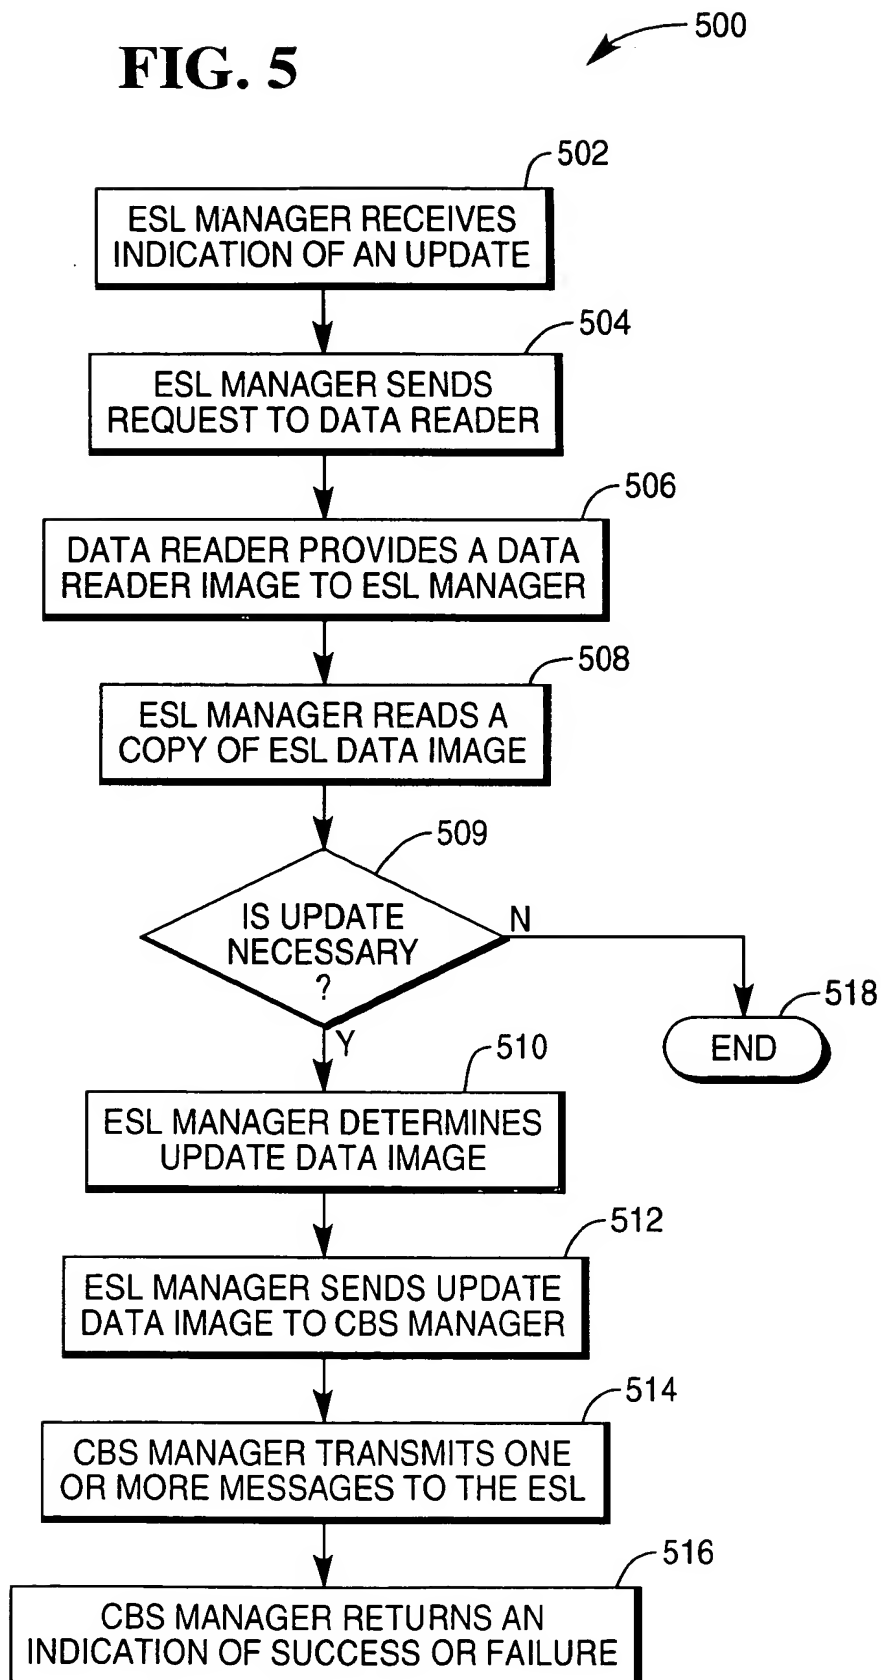 FIG. 5
500
502
ESL MANAGER RECEIVES
INDICATION OF AN UPDATE
504
ESL MANAGER SENDS
REQUEST TO DATA READER
506
DATA READER PROVIDES A DATA
READER IMAGE TO ESL MANAGER
508
ESL MANAGER READS A
COPY OF ESL DATA IMAGE
509
IS UPDATE
NECESSARY
?
N
518
END
Y
510
ESL MANAGER DETERMINES
UPDATE DATA IMAGE
512
ESL MANAGER SENDS UPDATE
DATA IMAGE TO CBS MANAGER
514
CBS MANAGER TRANSMITS ONE
OR MORE MESSAGES TO THE ESL
516
CBS MANAGER RETURNS AN
INDICATION OF SUCCESS OR FAILURE